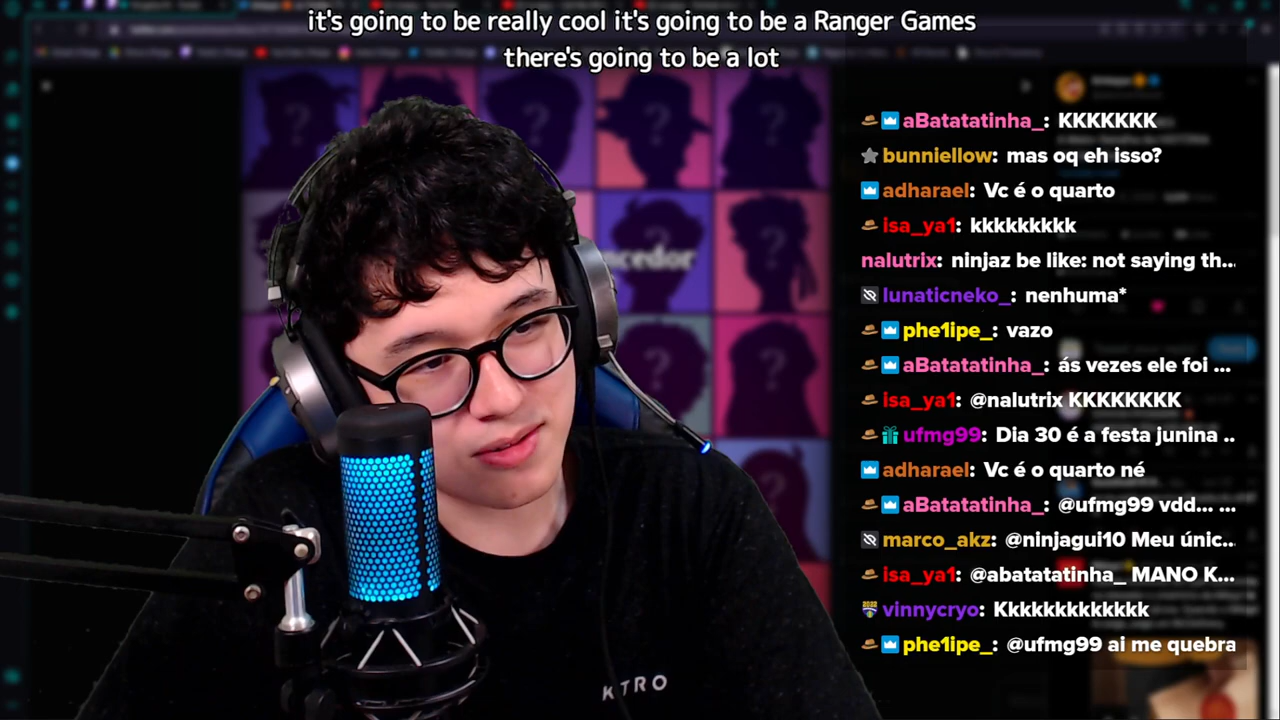 it's going to be really cool it's going to be a Ranger Games
there's going to be a lot
aBatatatinha_: KKKKKKK
bunniellow: mas oq eh isso?
adharael: Vc é o quarto
isa_ya1: kkkkkkkkk
nalutrix: ninjaz be like: not saying th...
lunaticneko_: nenhuma*
phe1ipe_: vazo
aBatatatinha_: ás vezes ele foi ...
isa_ya1: @nalutrix KKKKKKKK
ufmg99: Dia 30 é a festa junina ..
adharael: Vc é o quarto né
aBatatatinha_: @ufmg99 vdd... ...
marco_akz: @ninjagui10 Meu únic...
isa_ya1: @abatatatinha_ MANO K...
vinnycryo: Kkkkkkkkkkkkk
phe1ipe_: @ufmg99 ai me quebra
KTRO